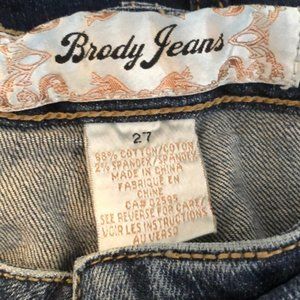 Brody Jeans
27
98% COTTON/COTON
2% SPANDEX/SPANDEX
MADE IN CHINA
FABRIQUE EN
CHINE
CA# 02595
SEE REVERSE FOR CARE/
VOIR LES INSTRUCTIONS
AU VERSO